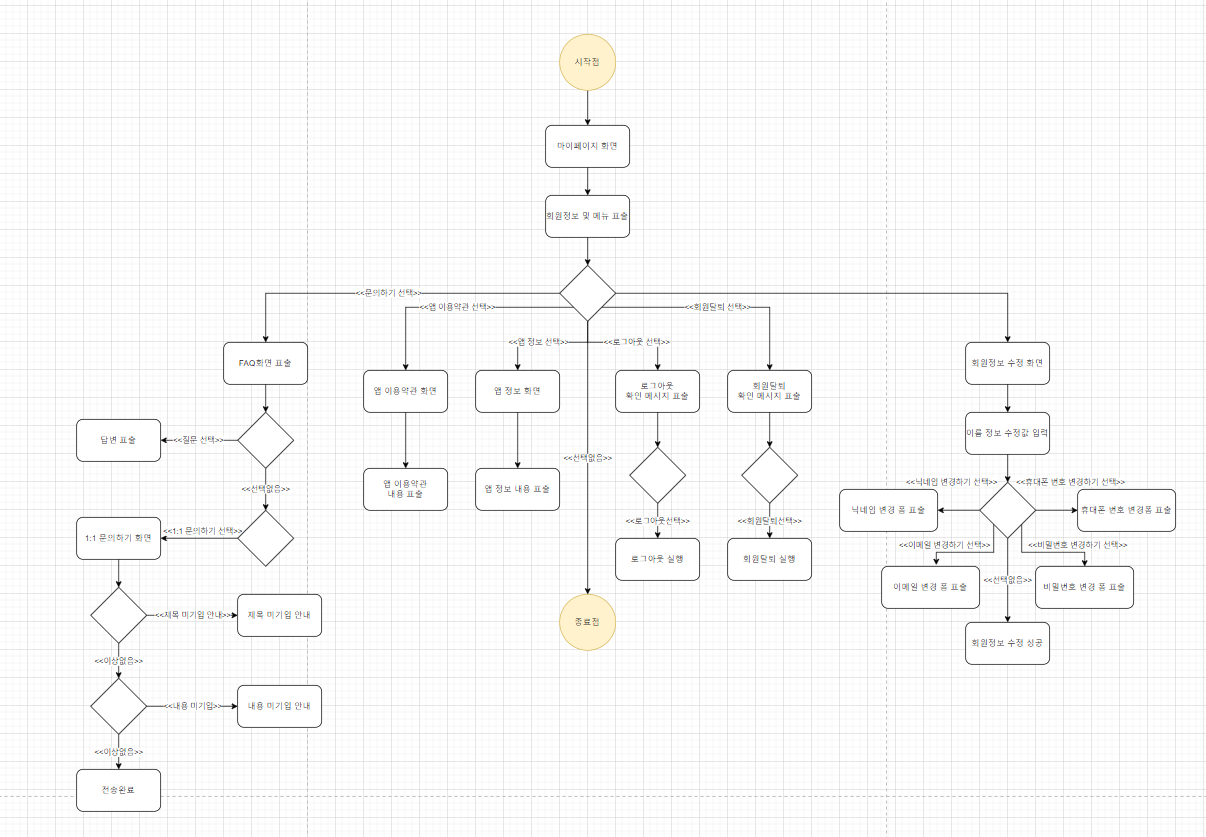 시작점
마이페이지 화면
회원정보 및 메뉴 표출
<<문의하기 선택>>
<<앱 이용약관 선택>>
<<회원탈퇴 선택>>
<<앱 정보 선택>>
<<로그아웃 선택>>
FAQ화면 표출
앱 이용약관 화면
앱 정보 화면
로그아웃
확인 메시지 표출
회원탈퇴
확인 메시지 표출
회원정보 수정 화면
답변 표출
<<질문 선택>>
이름 정보 수정값 입력
<<선택없음>>
<<선택없음>>
앱 이용약관
내용 표출
앱 정보 내용 표출
<<닉네임 변경하기 선택>>
<<휴대폰 번호 변경하기 선택>>
닉네임 변경 폼 표출
휴대폰 번호 변경폼 표출
1:1 문의하기 화면
<<1:1 문의하기 선택>>
<<로그아웃선택>>
<<회원탈퇴선택>>
<<이메일 변경하기 선택>>
<<비밀번호 변경하기 선택>>
로그아웃 실행
회원탈퇴 실행
<<선택없음>>
이메일 변경 폼 표출
비밀번호 변경 폼 표출
<<제목 미기입 안내>>
제목 미기입 안내
종료점
회원정보 수정 성공
<<이상없음>>
<<내용 미기입>>
내용 미기입 안내
<<이상없음>>
전송완료